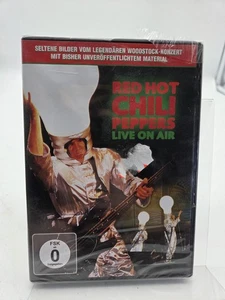 SELTENE BILDER VOM LEGENDÄREN WOODSTOCK-KONZERT
MIT BISHER UNVERÖFFENTLICHTEM MATERIAL
RED HOT
CHILI
PEPPERS
LIVE ON AIR
FSK
0